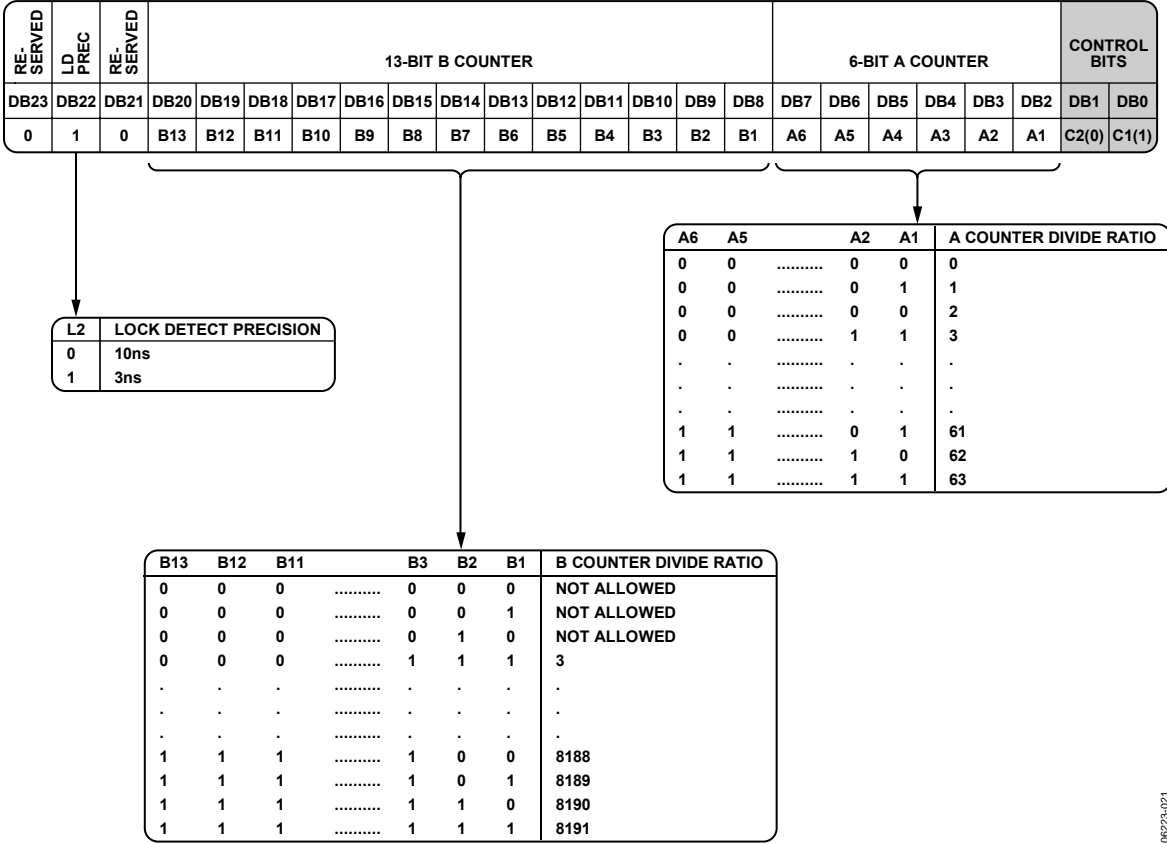 RE-SERVED LD PREC RE-SERVED 13-BIT B COUNTER 6-BIT A COUNTER CONTROL BITS
DB23 DB22 DB21 DB20 DB19 DB18 DB17 DB16 DB15 DB14 DB13 DB12 DB11 DB10 DB9 DB8 DB7 DB6 DB5 DB4 DB3 DB2 DB1 DB0
0 1 0 B13 B12 B11 B10 B9 B8 B7 B6 B5 B4 B3 B2 B1 A6 A5 A4 A3 A2 A1 C2(0) C1(1)
A6 A5 A2 A1 A COUNTER DIVIDE RATIO
0 0 .......... 0 0 0
0 0 .......... 0 1 1
0 0 .......... 0 0 2
0 0 .......... 1 1 3
. . .......... . . .
. . .......... . . .
. . .......... . . .
1 1 .......... 0 1 61
1 1 .......... 1 0 62
1 1 .......... 1 1 63
L2 LOCK DETECT PRECISION
0 10ns
1 3ns
B13 B12 B11 B3 B2 B1 B COUNTER DIVIDE RATIO
0 0 0 .......... 0 0 0 NOT ALLOWED
0 0 0 .......... 0 0 1 NOT ALLOWED
0 0 0 .......... 0 1 0 NOT ALLOWED
0 0 0 .......... 1 1 1 3
. . . .......... . . . .
. . . .......... . . . .
. . . .......... . . . .
1 1 1 .......... 1 0 0 8188
1 1 1 .......... 1 0 1 8189
1 1 1 .......... 1 1 0 8190
1 1 1 .......... 1 1 1 8191
06223-021